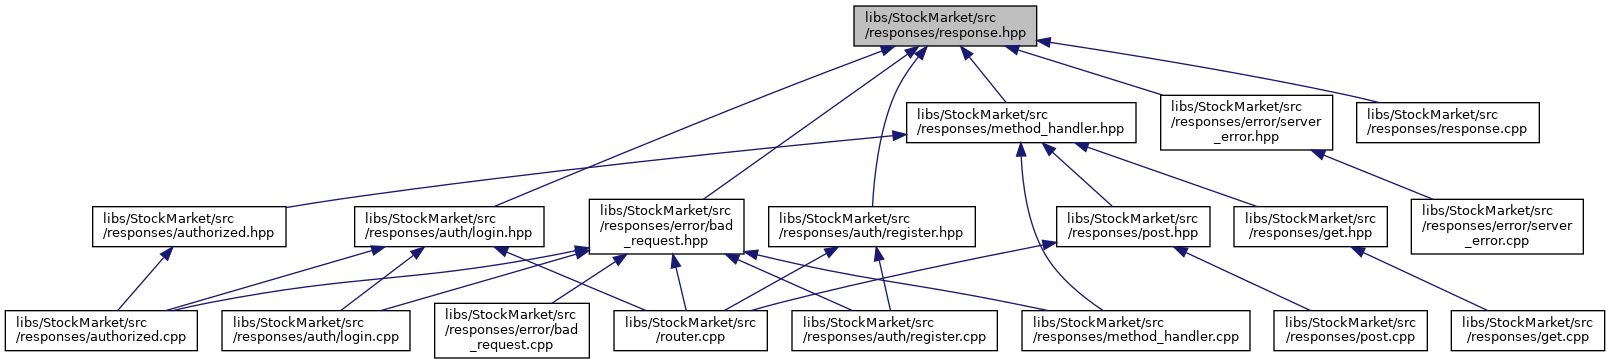 libs/StockMarket/src
/responses/response.hpp
libs/StockMarket/src
/responses/method_handler.hpp
libs/StockMarket/src
/responses/error/server
_error.hpp
libs/StockMarket/src
/responses/response.cpp
libs/StockMarket/src
/responses/authorized.hpp
libs/StockMarket/src
/responses/auth/login.hpp
libs/StockMarket/src
/responses/error/bad
_request.hpp
libs/StockMarket/src
/responses/auth/register.hpp
libs/StockMarket/src
/responses/post.hpp
libs/StockMarket/src
/responses/get.hpp
libs/StockMarket/src
/responses/error/server
_error.cpp
libs/StockMarket/src
/responses/authorized.cpp
libs/StockMarket/src
/responses/auth/login.cpp
libs/StockMarket/src
/responses/error/bad
_request.cpp
libs/StockMarket/src
/router.cpp
libs/StockMarket/src
/responses/auth/register.cpp
libs/StockMarket/src
/responses/method_handler.cpp
libs/StockMarket/src
/responses/post.cpp
libs/StockMarket/src
/responses/get.cpp